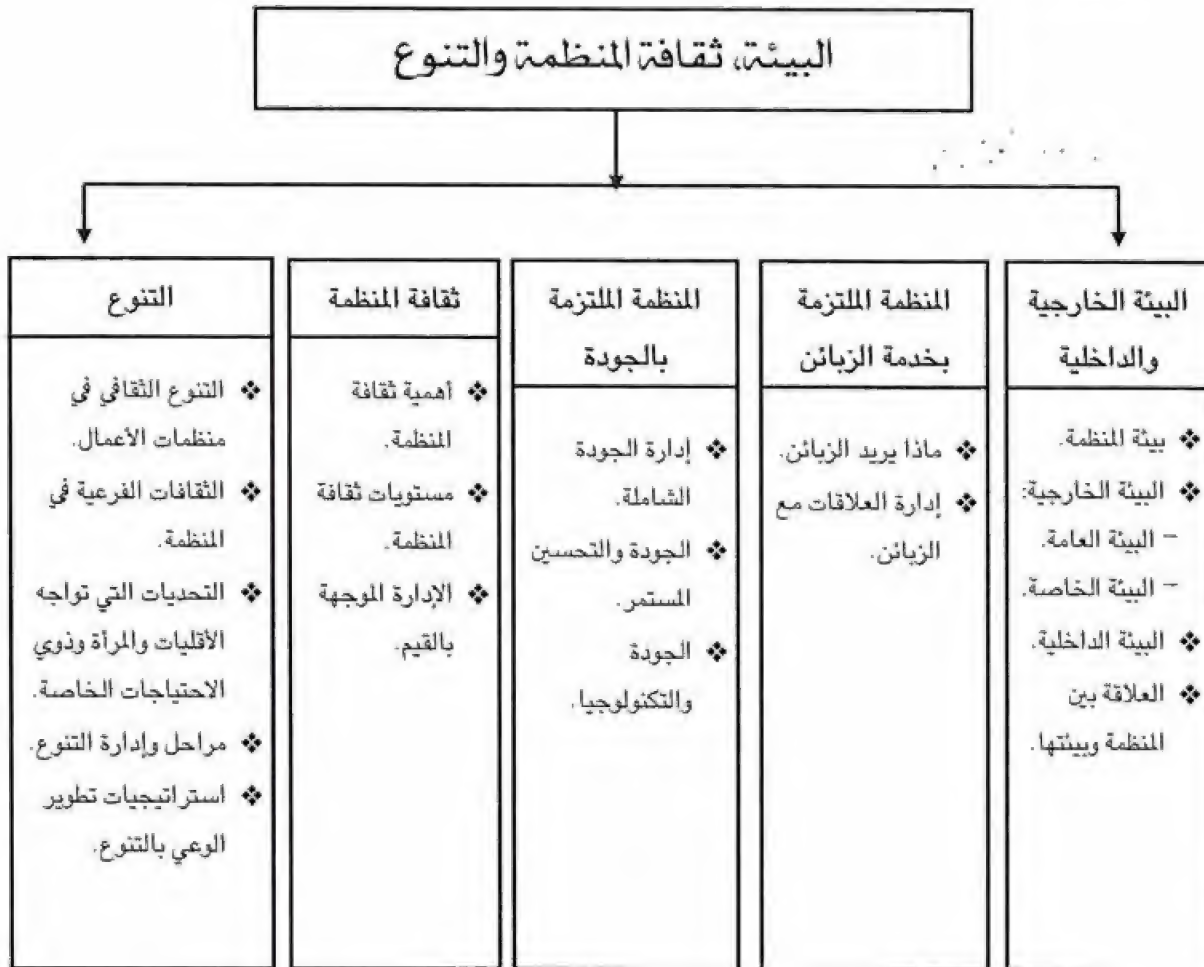 البيئة، ثقافة المنظمة والتنوع
البيئة الخارجية
والداخلية
❖ بيئة المنظمة.
❖ البيئة الخارجية:
– البيئة العامة.
– البيئة الخاصة.
❖ البيئة الداخلية.
❖ العلاقة بين
المنظمة وبيئتها.
المنظمة الملتزمة
بخدمة الزبائن
❖ ماذا يريد الزبائن.
❖ إدارة العلاقات مع
الزبائن.
المنظمة الملتزمة
بالجودة
❖ إدارة الجودة
الشاملة.
❖ الجودة والتحسين
المستمر.
❖ الجودة
والتكنولوجيا.
ثقافة المنظمة
❖ أهمية ثقافة
المنظمة.
❖ مستويات ثقافة
المنظمة.
❖ الإدارة الموجهة
بالقيم.
التنوع
❖ التنوع الثقافي في
منظمات الأعمال.
❖ الثقافات الفرعية في
المنظمة.
❖ التحديات التي تواجه
الأقليات والمرأة وذوي
الاحتياجات الخاصة.
❖ مراحل وإدارة التنوع.
❖ استراتيجيات تطوير
الوعي بالتنوع.